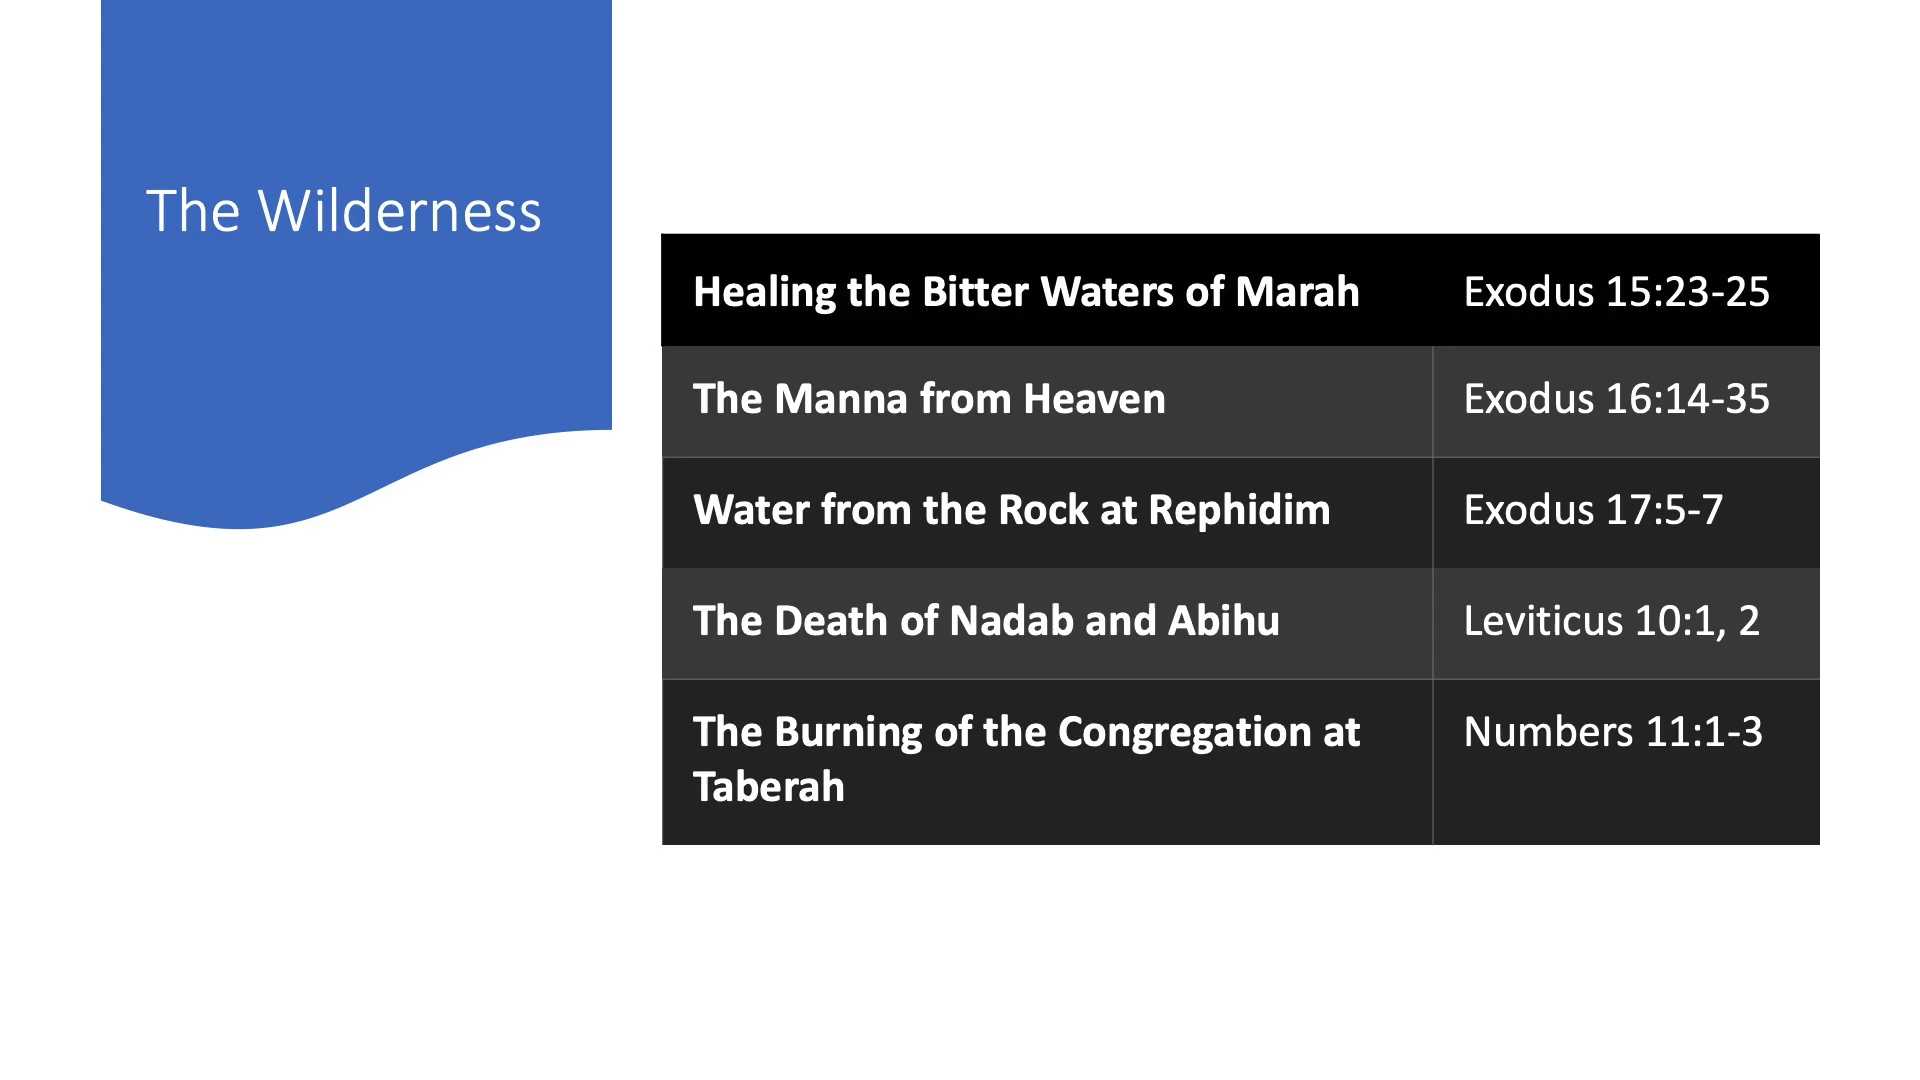 The Wilderness
Healing the Bitter Waters of Marah Exodus 15:23-25
The Manna from Heaven Exodus 16:14-35
Water from the Rock at Rephidim Exodus 17:5-7
The Death of Nadab and Abihu Leviticus 10:1, 2
The Burning of the Congregation at Numbers 11:1-3
Taberah